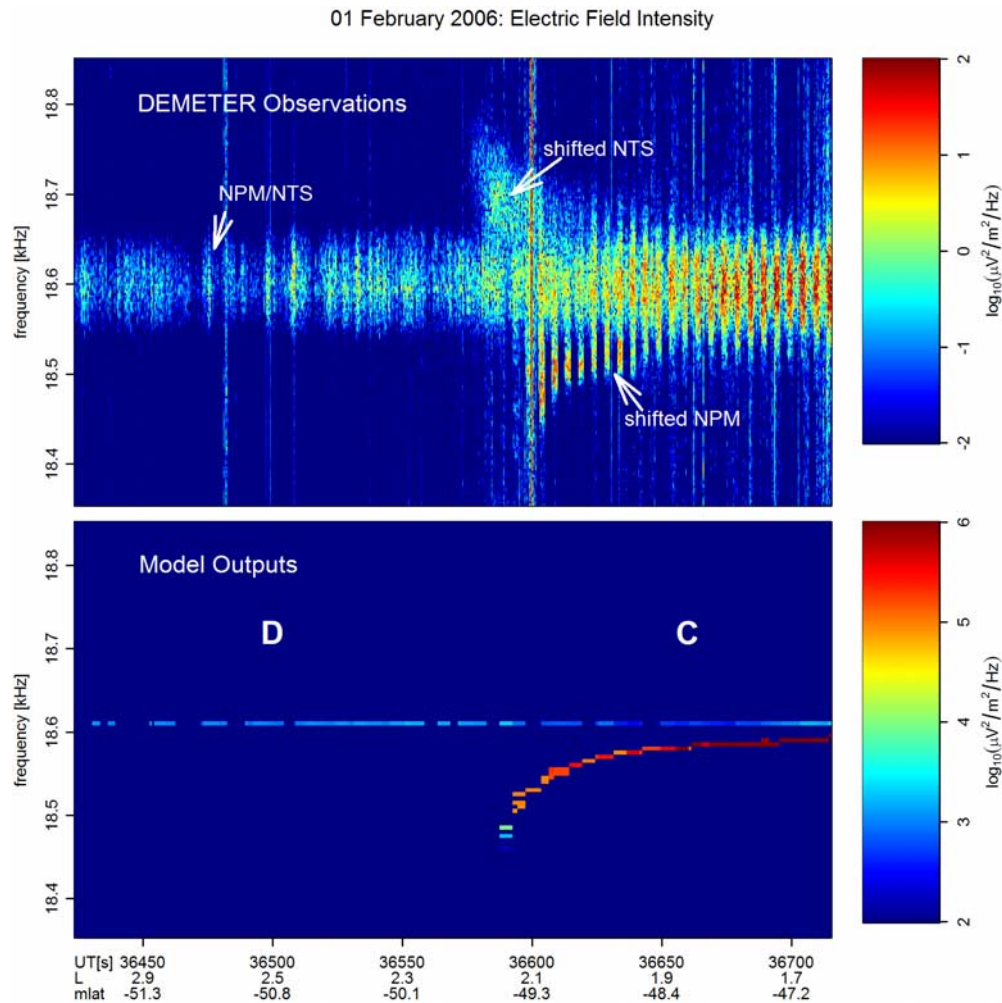 01 February 2006: Electric Field Intensity
DEMETER Observations
NPM/NTS
shifted NTS
shifted NPM
frequency [kHz]
18.8
18.7
18.6
18.5
18.4
2
1
0
-1
-2
log₁₀(μV²/m²/Hz)
Model Outputs
D
C
frequency [kHz]
18.8
18.7
18.6
18.5
18.4
6
5
4
3
2
log₁₀(μV²/m²/Hz)
UT[s] 36450 36500 36550 36600 36650 36700
L 2.9 2.5 2.3 2.1 1.9 1.7
mlat -51.3 -50.8 -50.1 -49.3 -48.4 -47.2